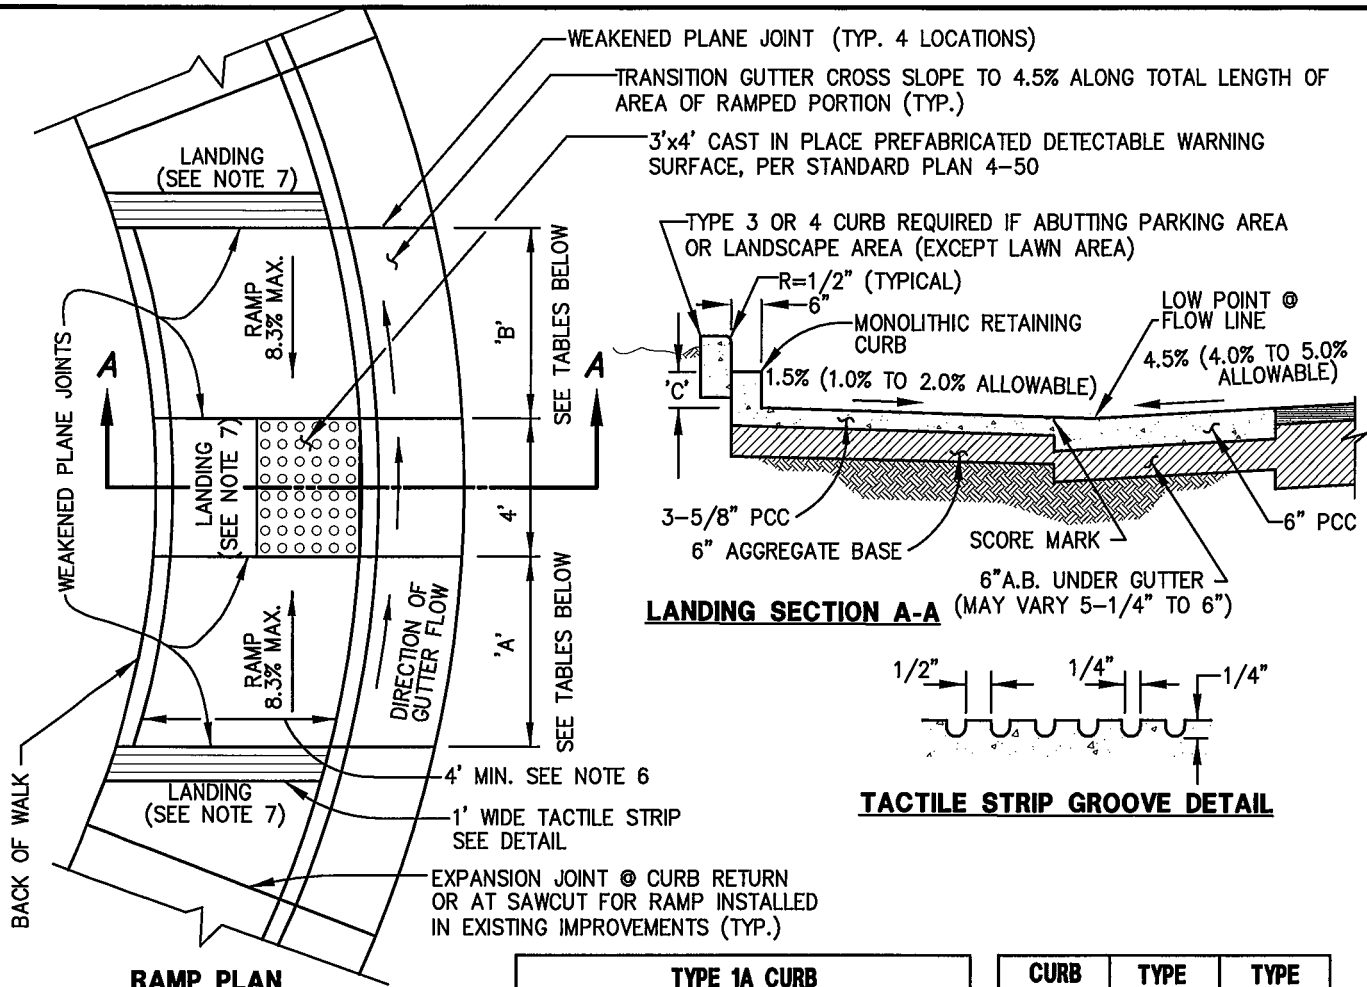 WEAKENED PLANE JOINT (TYP. 4 LOCATIONS)
TRANSITION GUTTER CROSS SLOPE TO 4.5% ALONG TOTAL LENGTH OF
AREA OF RAMPED PORTION (TYP.)
3'x4' CAST IN PLACE PREFABRICATED DETECTABLE WARNING
SURFACE, PER STANDARD PLAN 4-50
LANDING
(SEE NOTE 7)
RAMP
8.3% MAX.
'B'
SEE TABLES BELOW
WEAKENED PLANE JOINTS
A
A
LANDING
(SEE NOTE 7)
4'
RAMP
8.3% MAX.
DIRECTION OF
GUTTER FLOW
'A'
SEE TABLES BELOW
4' MIN. SEE NOTE 6
LANDING
(SEE NOTE 7)
1' WIDE TACTILE STRIP
SEE DETAIL
BACK OF WALK
EXPANSION JOINT @ CURB RETURN
OR AT SAWCUT FOR RAMP INSTALLED
IN EXISTING IMPROVEMENTS (TYP.)
RAMP PLAN
TYPE 3 OR 4 CURB REQUIRED IF ABUTTING PARKING AREA
OR LANDSCAPE AREA (EXCEPT LAWN AREA)
R=1/2" (TYPICAL)
6"
MONOLITHIC RETAINING
CURB
LOW POINT @
FLOW LINE
'C'
1.5% (1.0% TO 2.0% ALLOWABLE)
4.5% (4.0% TO 5.0%
ALLOWABLE)
3-5/8" PCC
6" AGGREGATE BASE
SCORE MARK
6" PCC
6"A.B. UNDER GUTTER
(MAY VARY 5-1/4" TO 6")
LANDING SECTION A-A
1/2"
1/4"
1/4"
TACTILE STRIP GROOVE DETAIL
TYPE 1A CURB
CURB
TYPE
TYPE